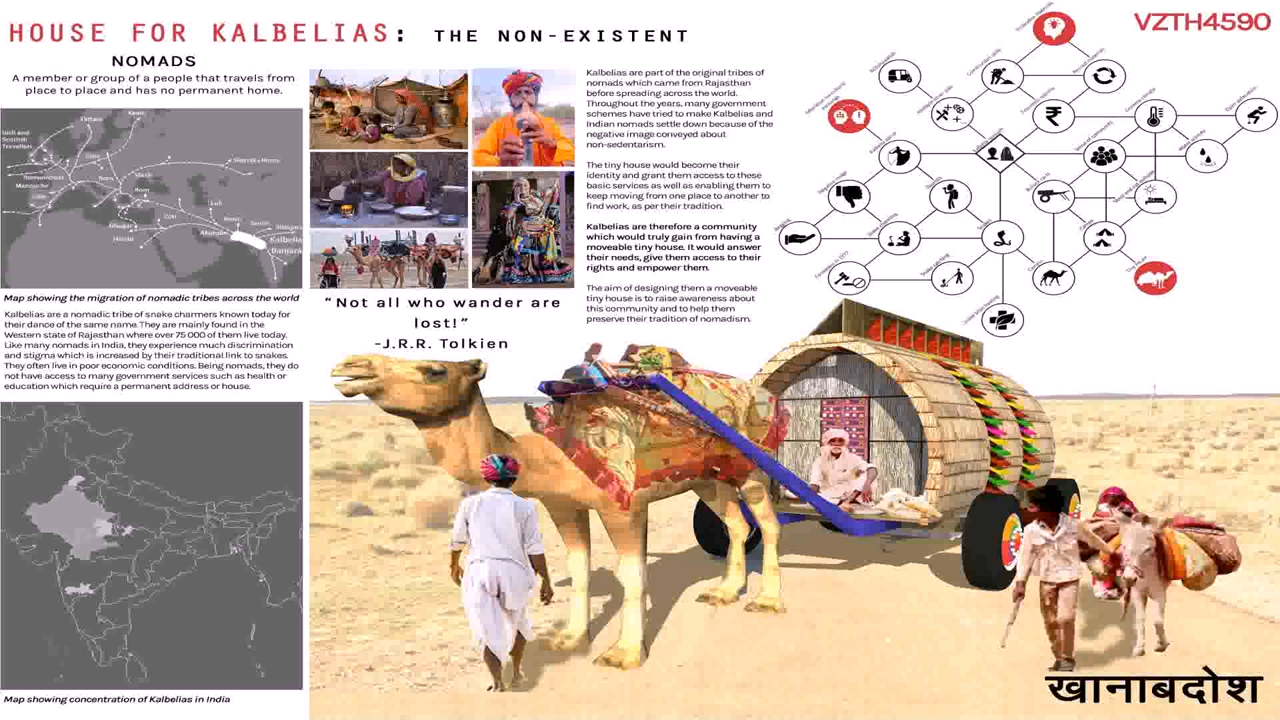 HOUSE FOR KALBELIAS: THE NON-EXISTENT
VZTH4590
NOMADS
A member or group of a people that travels from
place to place and has no permanent home.
Map showing the migration of nomadic tribes across the world
Kalbelias are a nomadic tribe of snake charmers known today for
their dance of the same name. They are mainly found in the
Western state of Rajasthan where over 75 000 of them live today.
Like many nomads in India, they experience much discrimination
and stigma which is increased by their traditional link to snakes.
They often live in poor economic conditions. Being nomads, they do
not have access to many government services such as health or
education which require a permanent address or house.
Map showing concentration of Kalbelias in India
"Not all who wander are
lost!"
-J.R.R. Tolkien
Kalbelias are part of the original tribes of
nomads which came from Rajasthan
before spreading across the world.
Throughout the years, many government
schemes have tried to make Kalbelias and
Indian nomads settle down because of the
negative image conveyed about
non-sedentarism.
The tiny house would become their
identity and grant them access to these
basic services as well as enabling them to
keep moving from one place to another to
find work, as per their tradition.
Kalbelias are therefore a community
which would truly gain from having a
moveable tiny house. It would answer
their needs, give them access to their
rights and empower them.
The aim of designing them a moveable
tiny house is to raise awareness about
this community and to help them
preserve their tradition of nomadism.
खानाबदोश